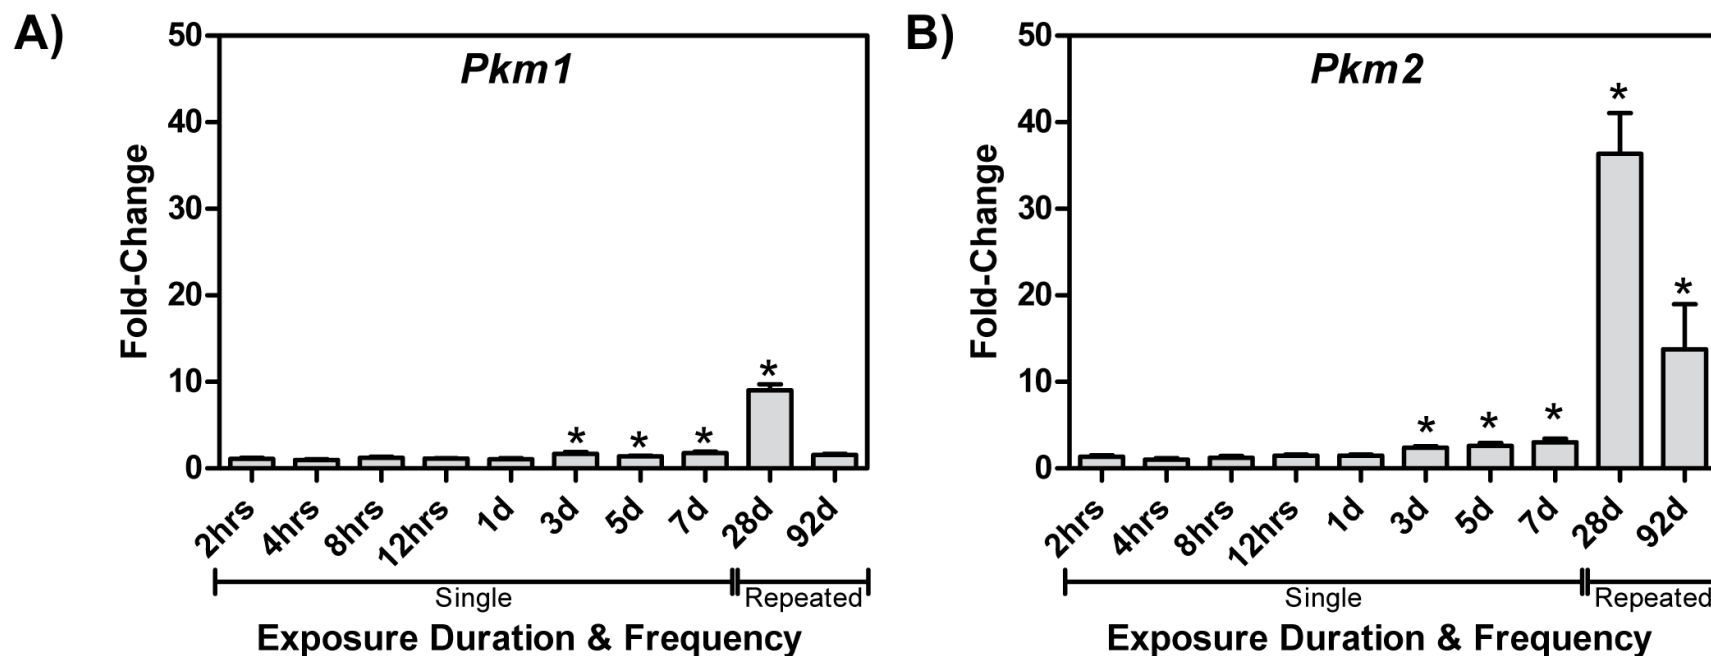 A)
Pkm1
Fold-Change
50
40
30
20
10
0
*
*
*
*
2hrs
4hrs
8hrs
12hrs
1d
3d
5d
7d
28d
92d
Single
Repeated
Exposure Duration & Frequency
B)
Pkm2
Fold-Change
50
40
30
20
10
0
*
*
*
*
*
2hrs
4hrs
8hrs
12hrs
1d
3d
5d
7d
28d
92d
Single
Repeated
Exposure Duration & Frequency